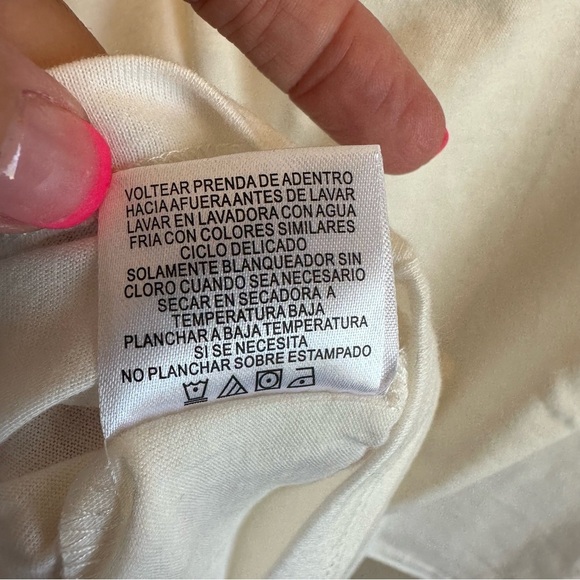 VOLTEAR PRENDA DE ADENTRO
HACIA AFUERA ANTES DE LAVAR
LAVAR EN LAVADORA CON AGUA
FRIA CON COLORES SIMILARES
CICLO DELICADO
SOLAMENTE BLANQUEADOR SIN
CLORO CUANDO SEA NECESARIO
SECAR EN SECADORA A
TEMPERATURA BAJA
PLANCHAR A BAJA TEMPERATURA
SI SE NECESITA
NO PLANCHAR SOBRE ESTAMPADO